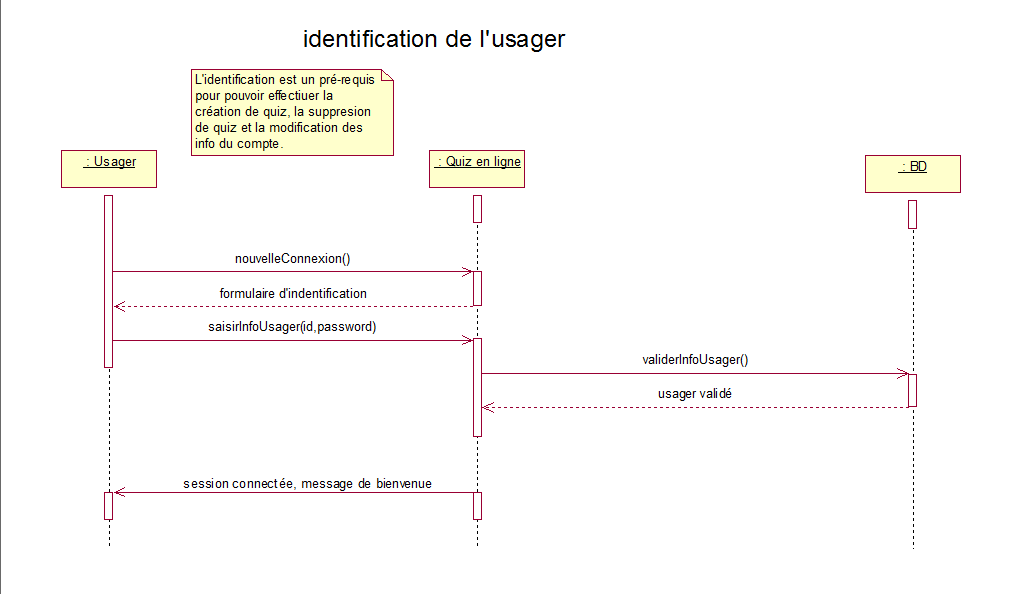 identification de l'usager
L'identification est un pré-requis
pour pouvoir effectiuer la
création de quiz, la suppresion
de quiz et la modification des
info du compte.
: Usager
: Quiz en ligne
: BD
nouvelleConnexion()
formulaire d'indentification
saisirInfoUsager(id,password)
validerInfoUsager()
usager validé
session connectée, message de bienvenue